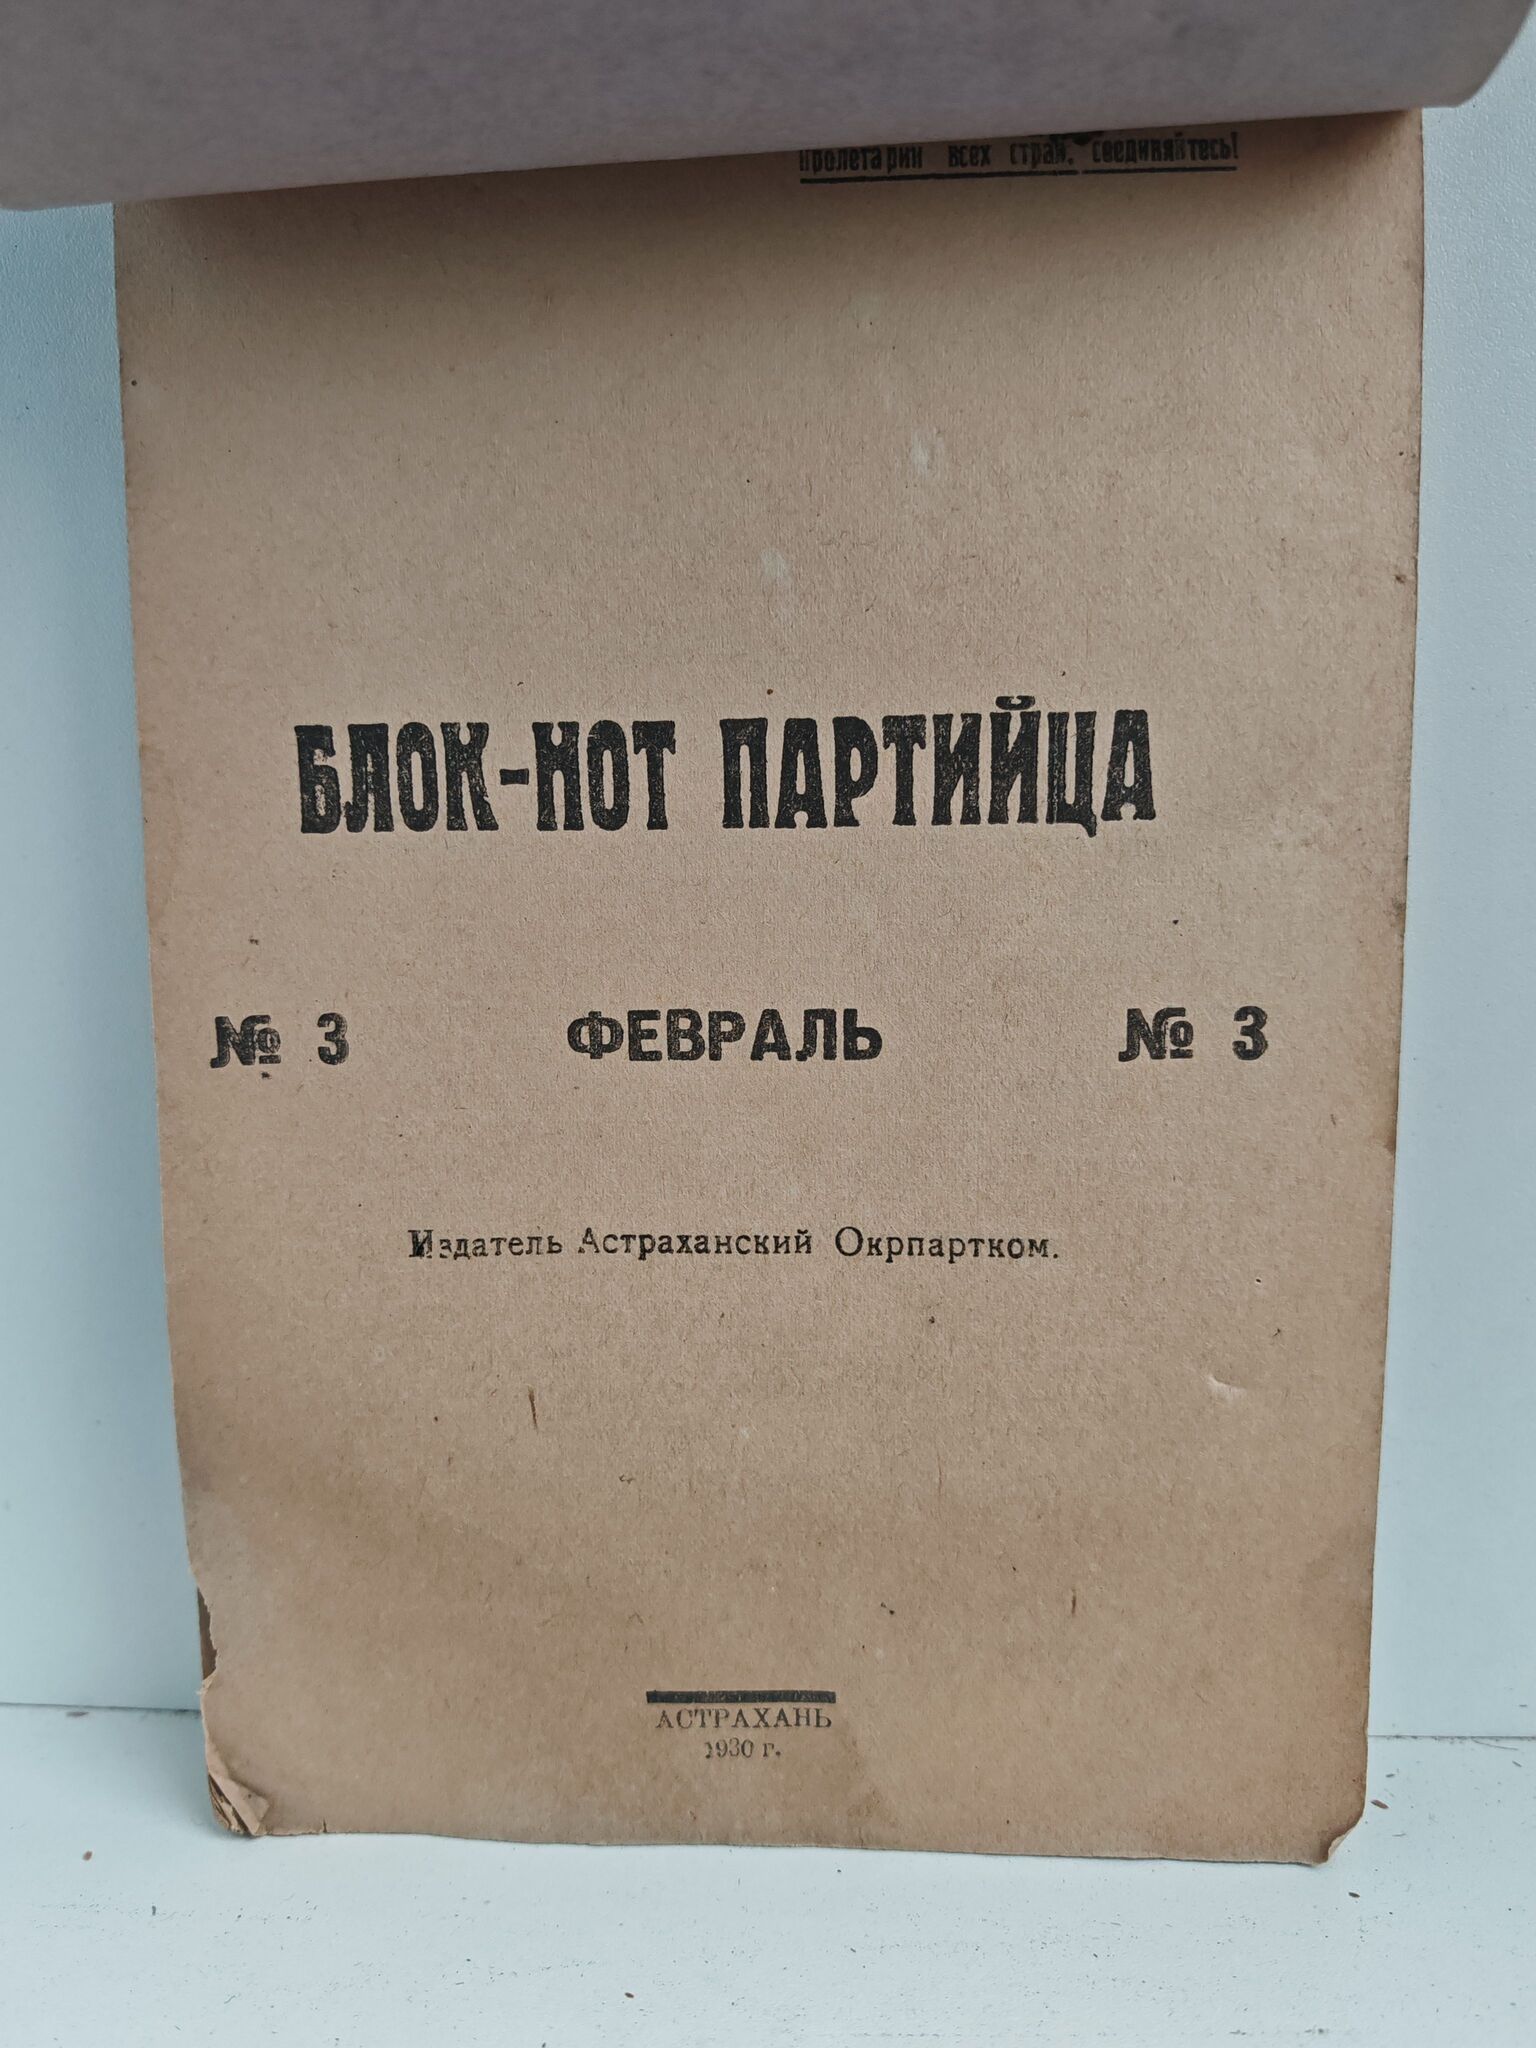 Пролетарии всех стран, соединяйтесь!
БЛОК-НОТ ПАРТИЙЦА
№ 3 ФЕВРАЛЬ № 3
Издатель Астраханский Окрпартком.
АСТРАХАНЬ
1930 г.